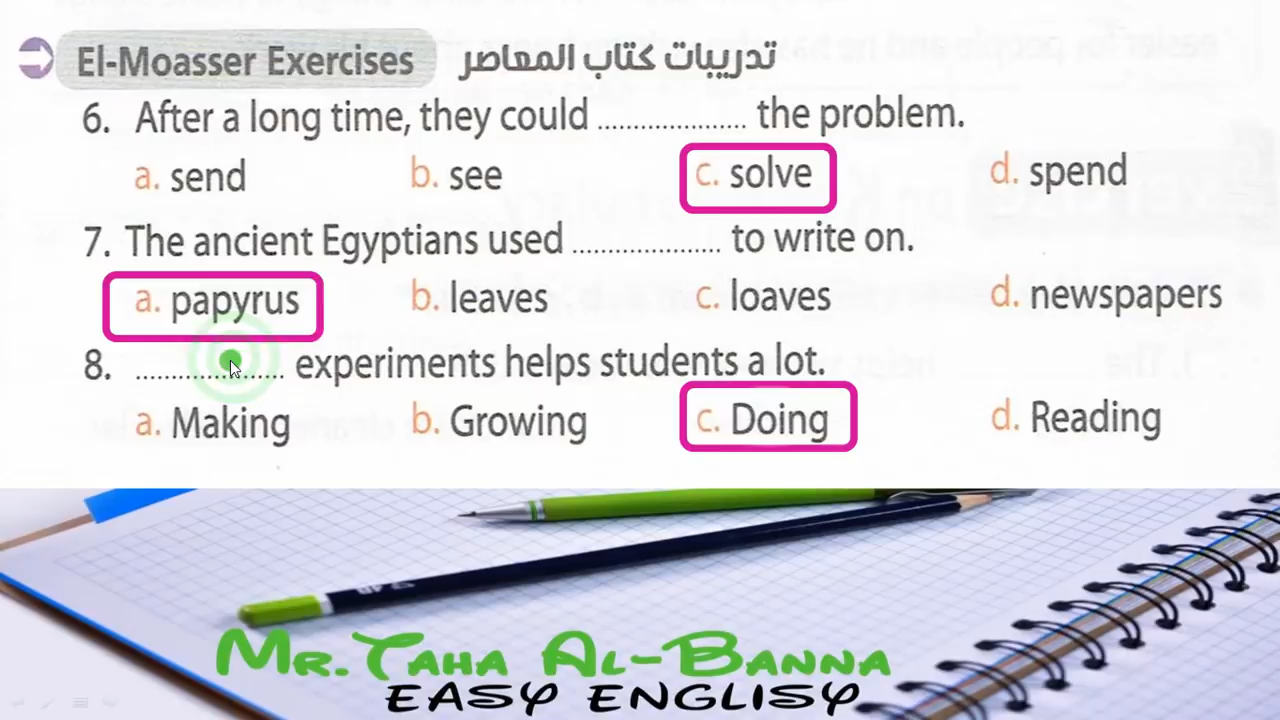 El-Moasser Exercises تدريبات كتاب المعاصر
6. After a long time, they could .................... the problem.
a. send b. see c. solve d. spend
7. The ancient Egyptians used .................... to write on.
a. papyrus b. leaves c. loaves d. newspapers
8. .................... experiments helps students a lot.
a. Making b. Growing c. Doing d. Reading
Mr.Taha Al-Banna
EASY ENGLISY